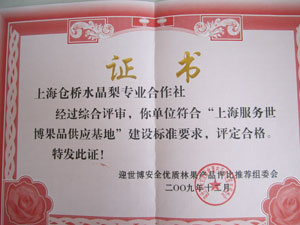 证书
上海仓桥水晶梨专业合作社
经过综合评审，你单位符合“上海服务世
博果品供应基地”建设标准要求，评定合格。
特发此证！
迎世博安全优质林果产品评比推荐组委会
二〇〇九年十二月